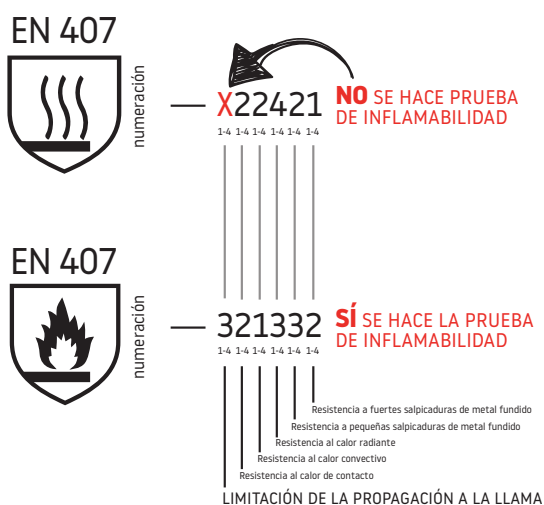 EN 407
numeración
X22421
1-4 1-4 1-4 1-4 1-4 1-4
NO SE HACE PRUEBA
DE INFLAMABILIDAD
EN 407
numeración
321332
1-4 1-4 1-4 1-4 1-4 1-4
SÍ SE HACE LA PRUEBA
DE INFLAMABILIDAD
Resistencia a fuertes salpicaduras de metal fundido
Resistencia a pequeñas salpicaduras de metal fundido
Resistencia al calor radiante
Resistencia al calor convectivo
Resistencia al calor de contacto
LIMITACIÓN DE LA PROPAGACIÓN A LA LLAMA